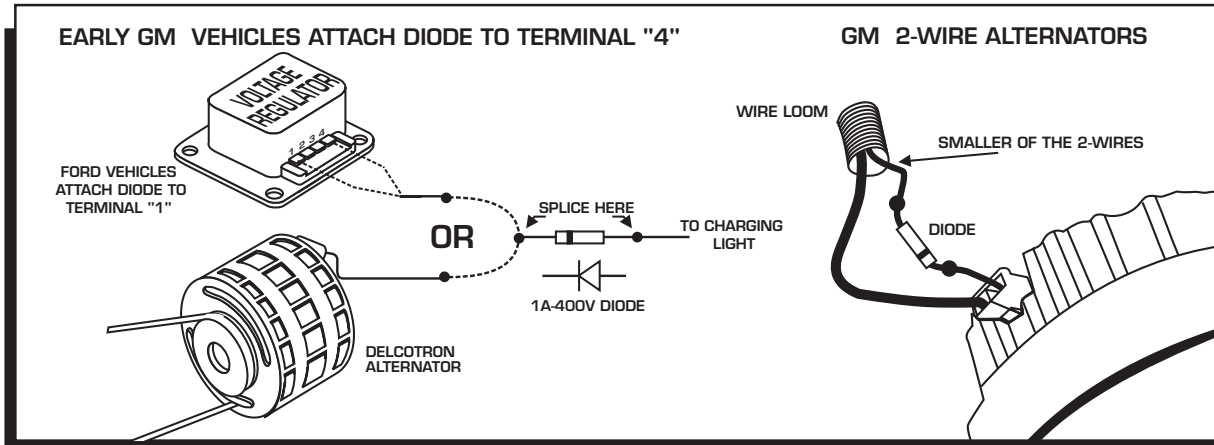 EARLY GM VEHICLES ATTACH DIODE TO TERMINAL "4"
VOLTAGE
REGULATOR
1 2 3 4
FORD VEHICLES
ATTACH DIODE TO
TERMINAL "1"
OR
SPLICE HERE
TO CHARGING
LIGHT
1A-400V DIODE
DELCOTRON
ALTERNATOR
GM 2-WIRE ALTERNATORS
WIRE LOOM
SMALLER OF THE 2-WIRES
DIODE